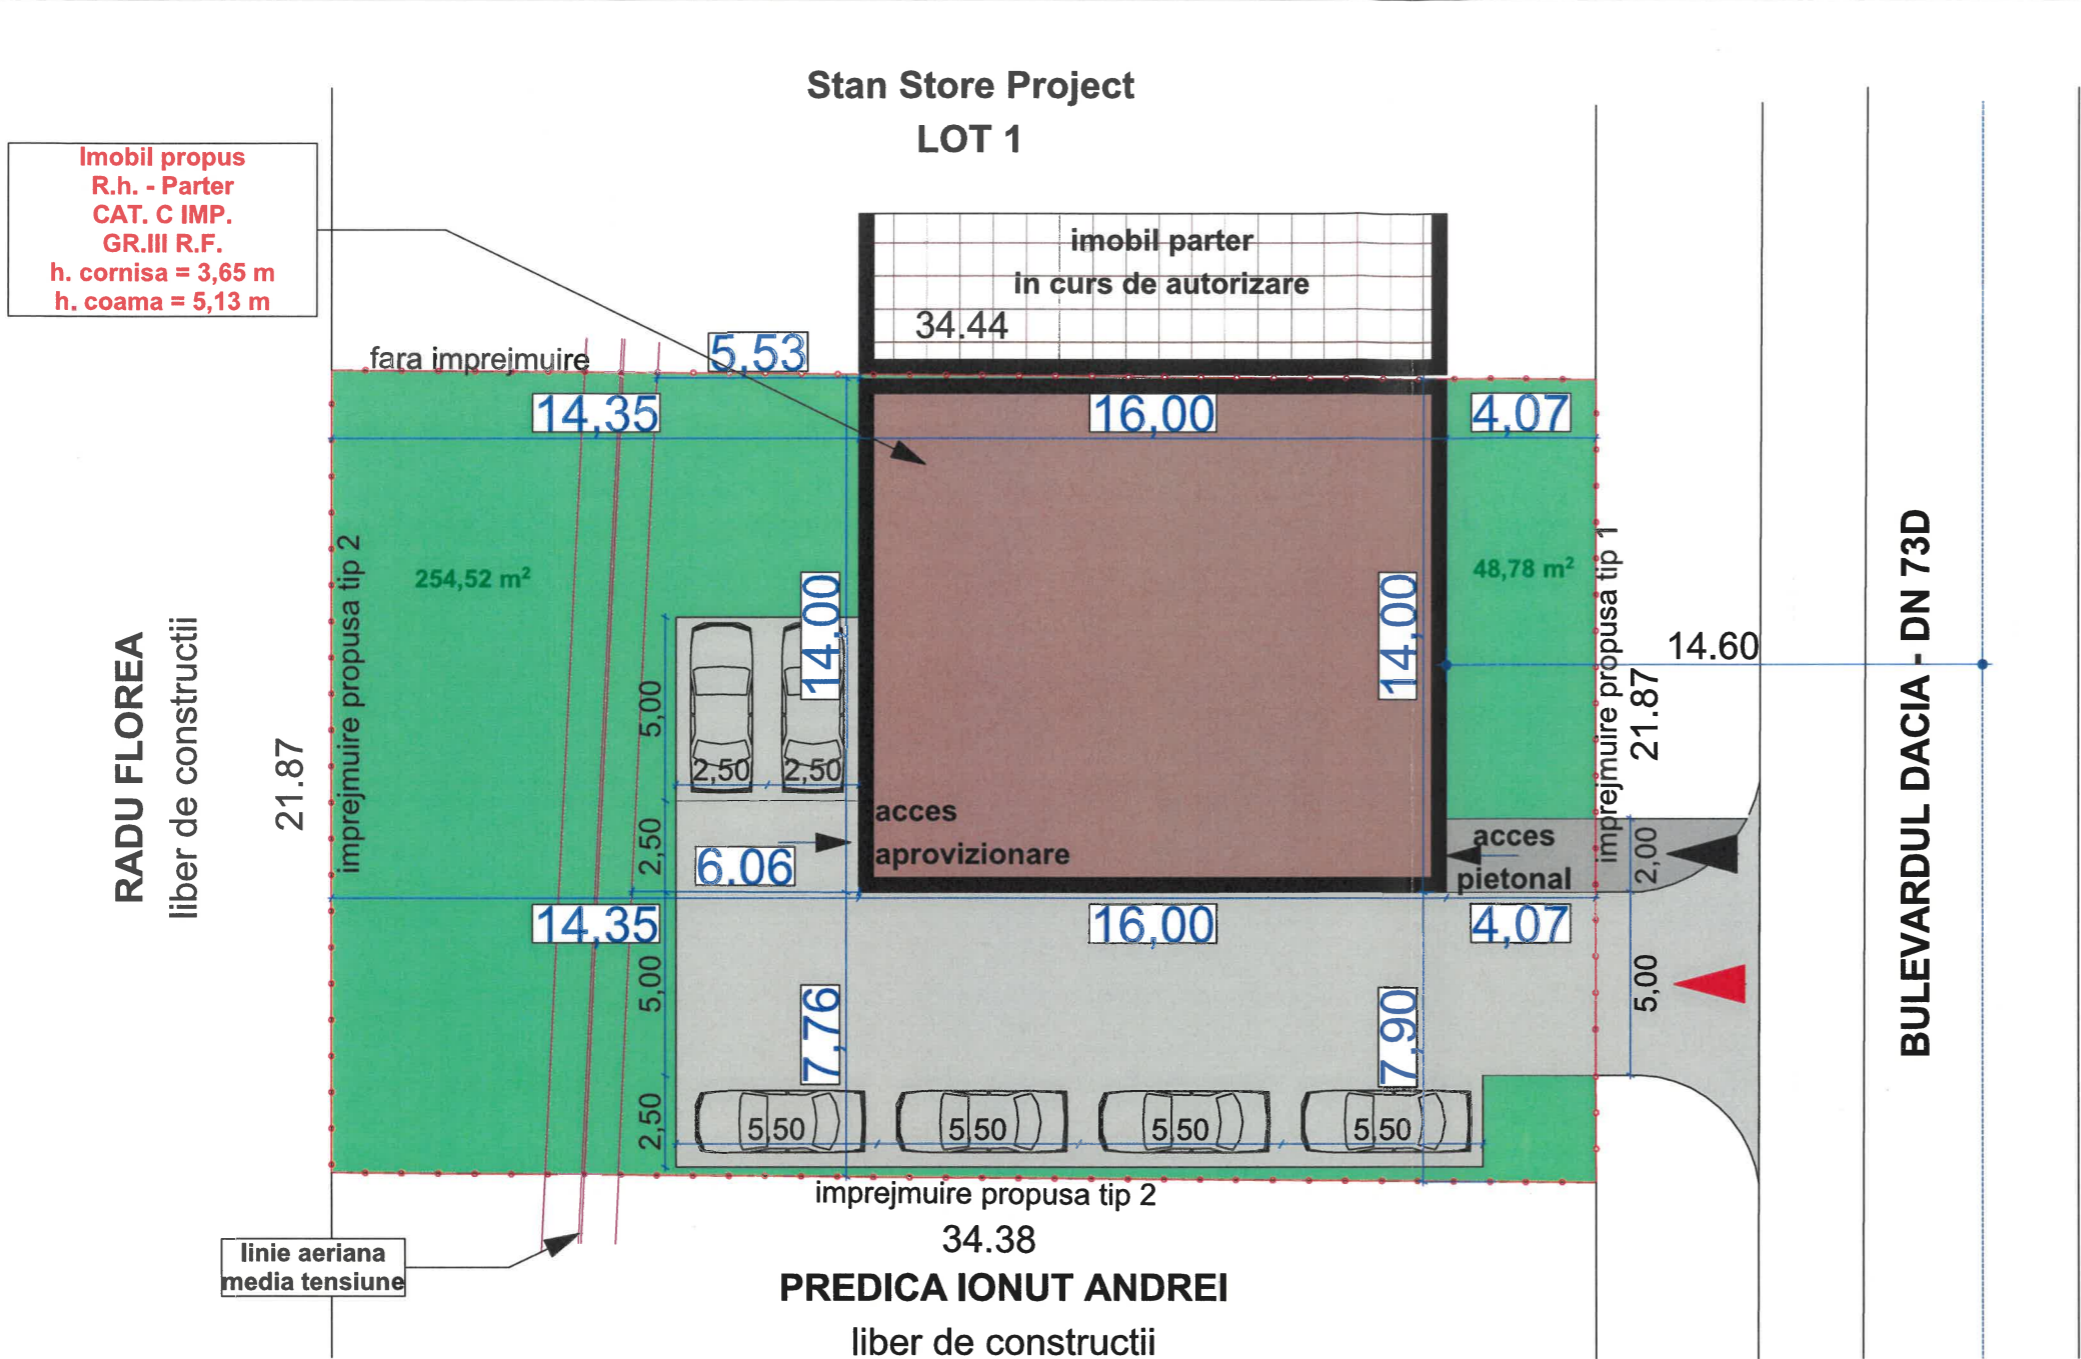 Stan Store Project
LOT 1
Imobil propus
R.h. - Parter
CAT. C IMP.
GR.III R.F.
h. cornisa = 3,65 m
h. coama = 5,13 m
imobil parter
in curs de autorizare
34.44
fara imprejmuire
5,53
14,35
16,00
4,07
254,52 m²
48,78 m²
imprejmuire propusa tip 2
imprejmuire propusa tip 1
RADU FLOREA
liber de constructii
21.87
14,00
14,00
14.60
21.87
BULEVARDUL DACIA - DN 73D
5,00
2,50
2,50
2,50
acces
aprovizionare
6.06
acces
pietonal
2,00
14,35
16,00
4,07
5,00
5,00
7,76
7,90
2,50
5,50
5,50
5,50
5,50
imprejmuire propusa tip 2
34.38
linie aeriana
media tensiune
PREDICA IONUT ANDREI
liber de constructii